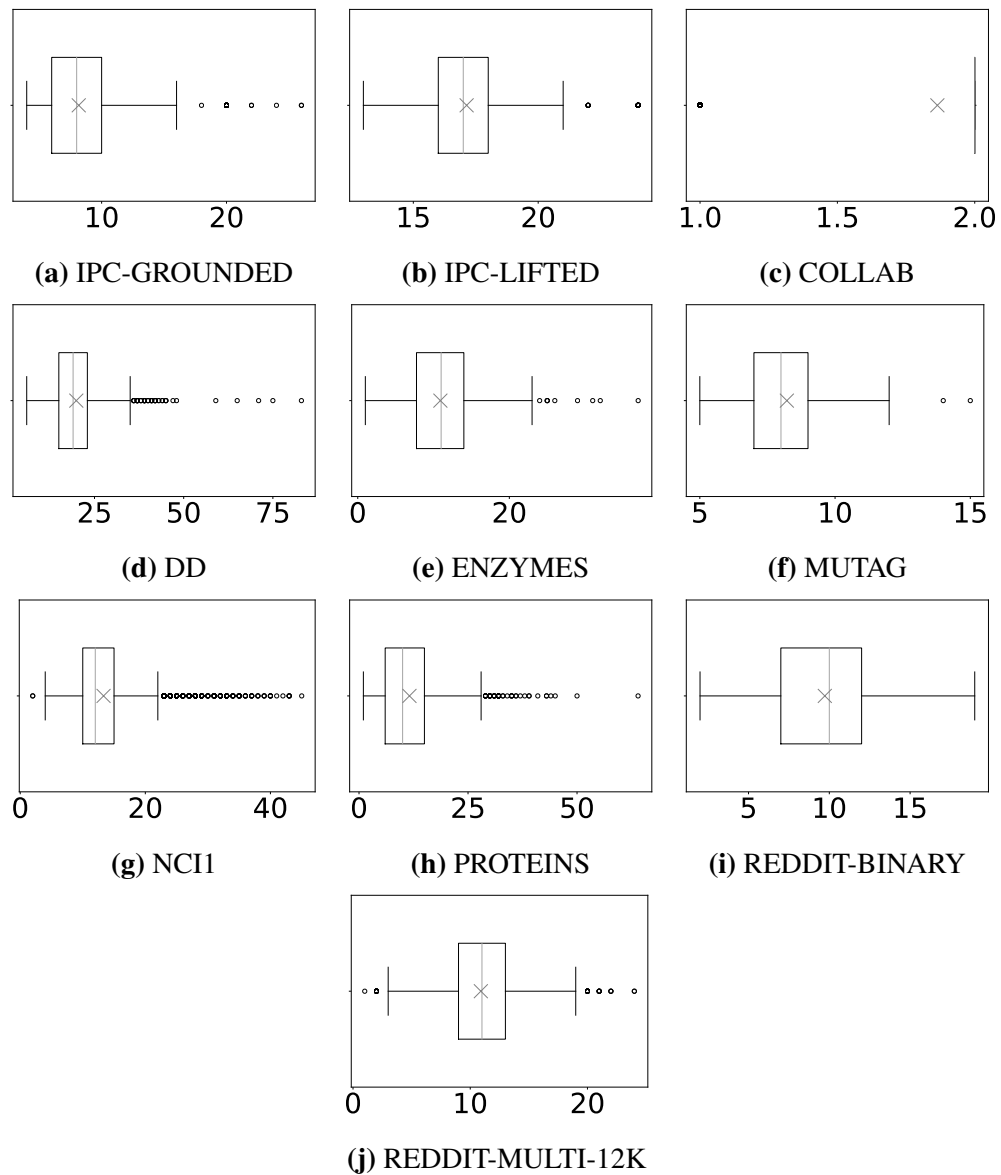 10 20 15 20 1.0 1.5 2.0
(a) IPC-GROUNDED (b) IPC-LIFTED (c) COLLAB
25 50 75 0 20 5 10 15
(d) DD (e) ENZYMES (f) MUTAG
0 20 40 0 25 50 5 10 15
(g) NCI1 (h) PROTEINS (i) REDDIT-BINARY
0 10 20
(j) REDDIT-MULTI-12K